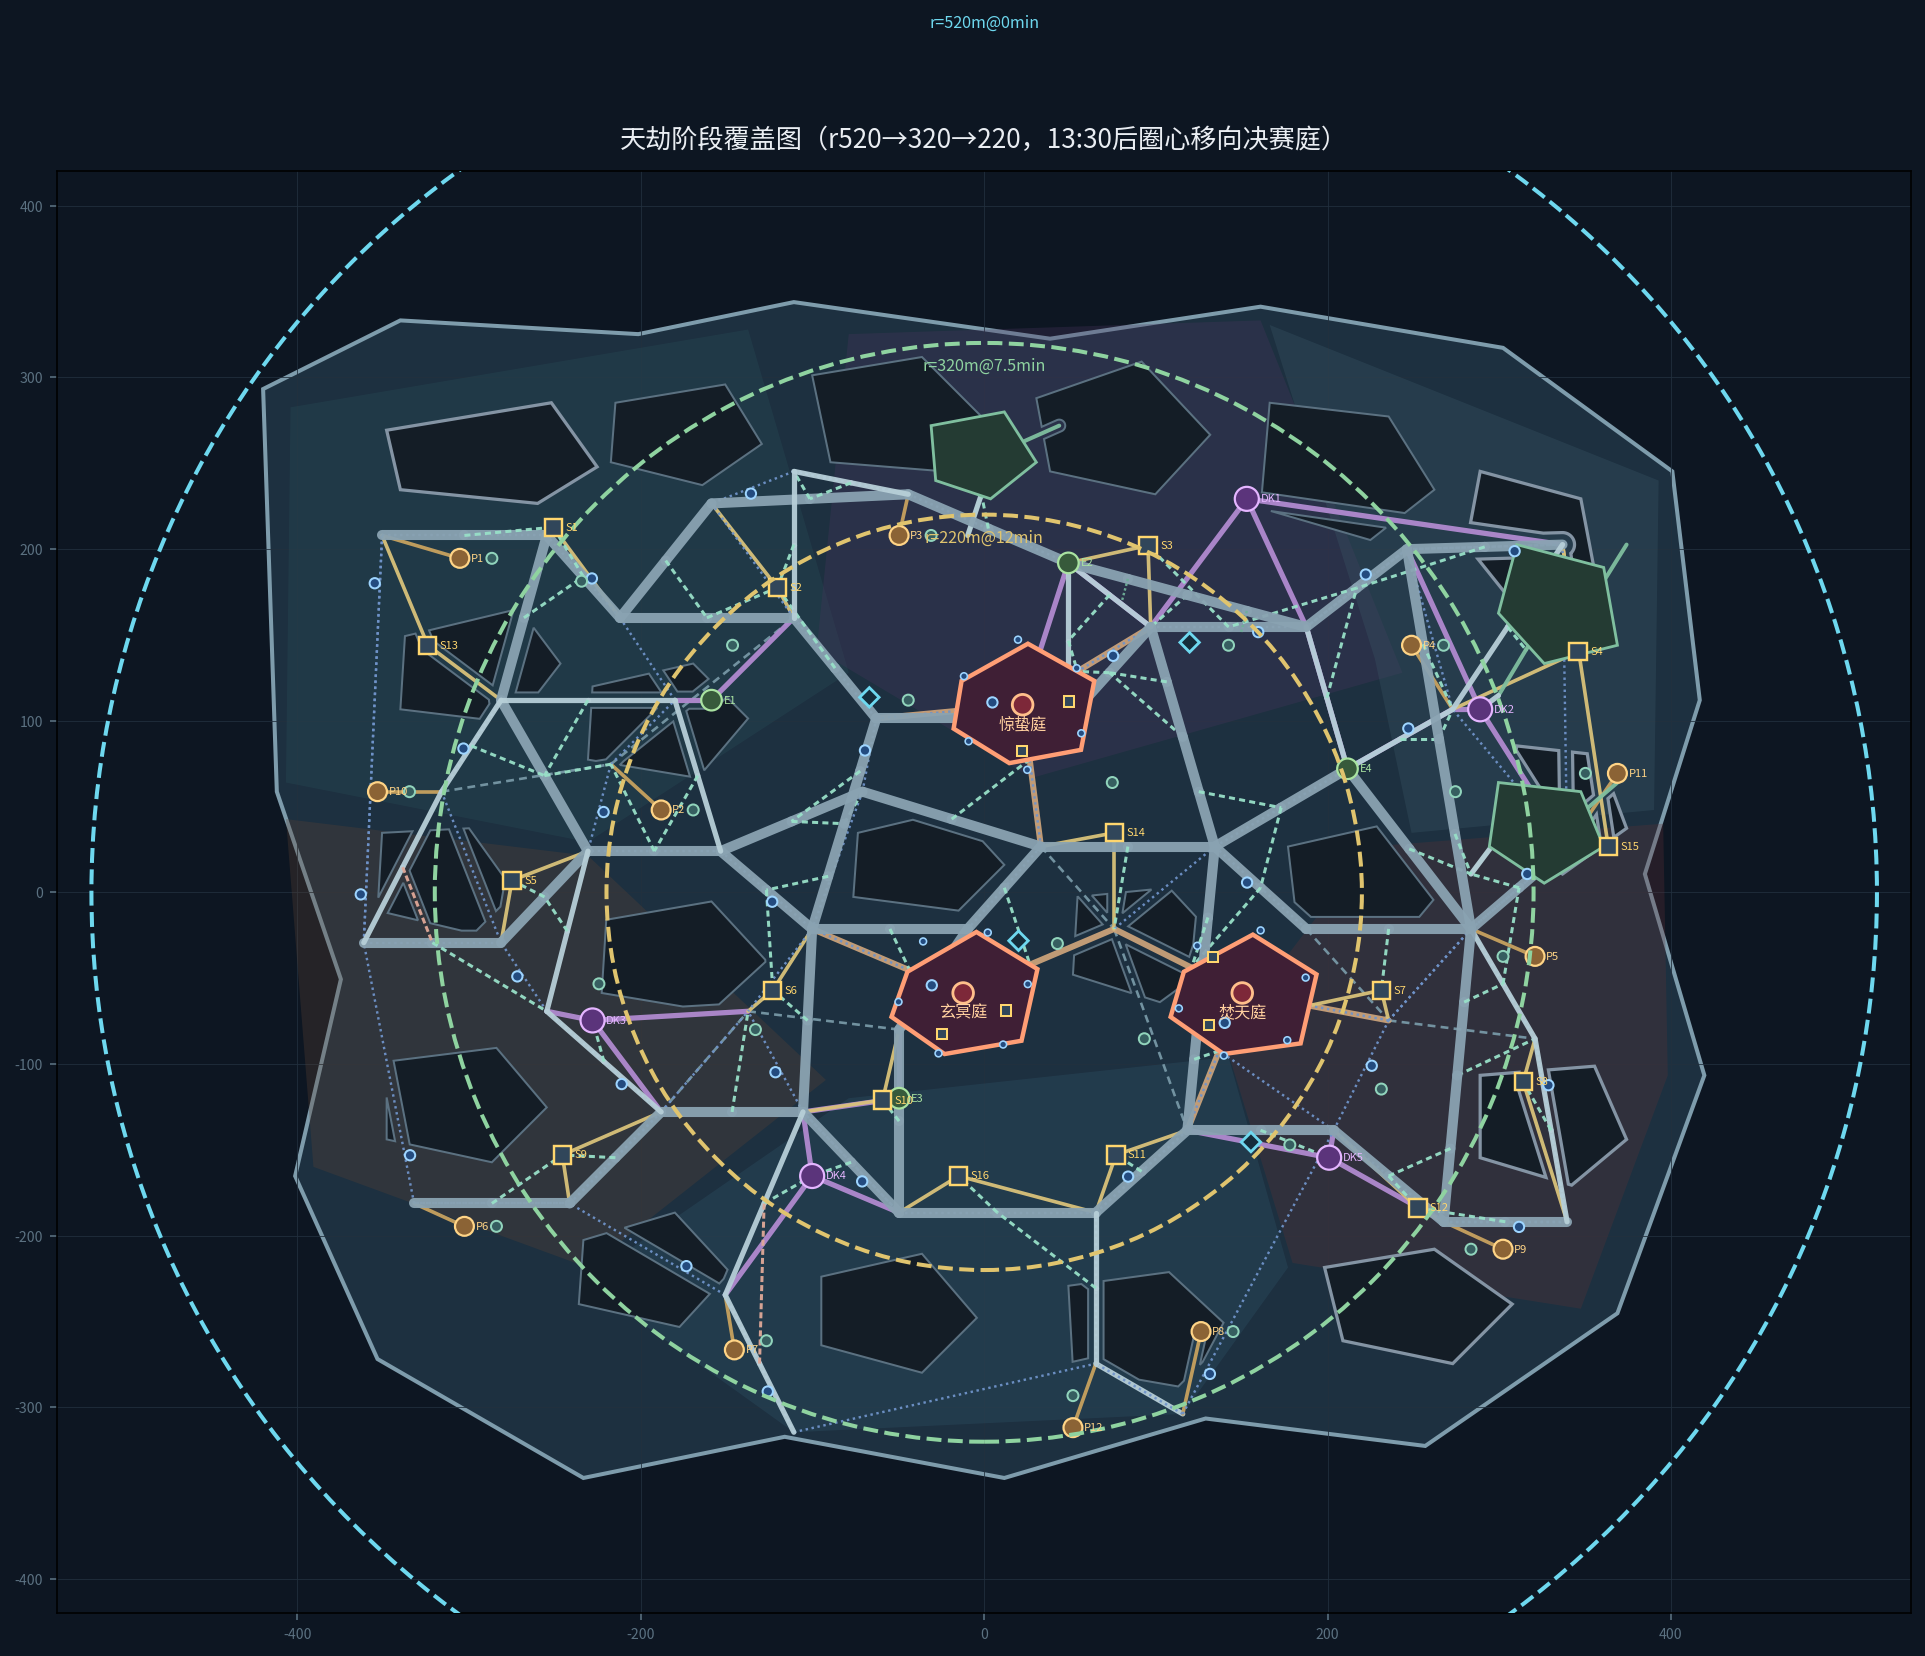 r=520m@0min
天劫阶段覆盖图（r520→320→220，13:30后圈心移向决赛庭）
400
300
200
100
0
-100
-200
-300
-400
r=320m@7.5min
DK1
S1
P3
r=220m@12min
S3
P1
E2
S2
S13
P4
S4
E1
DK2
惊蛰庭
E4
P11
P10
P2
S14
S15
S5
P5
S6
S7
玄冥庭
焚天庭
DK3
S8
S10
E3
S9
S11
DK5
DK4
S16
S12
P6
P9
P8
P7
P12
-400
-200
0
200
400